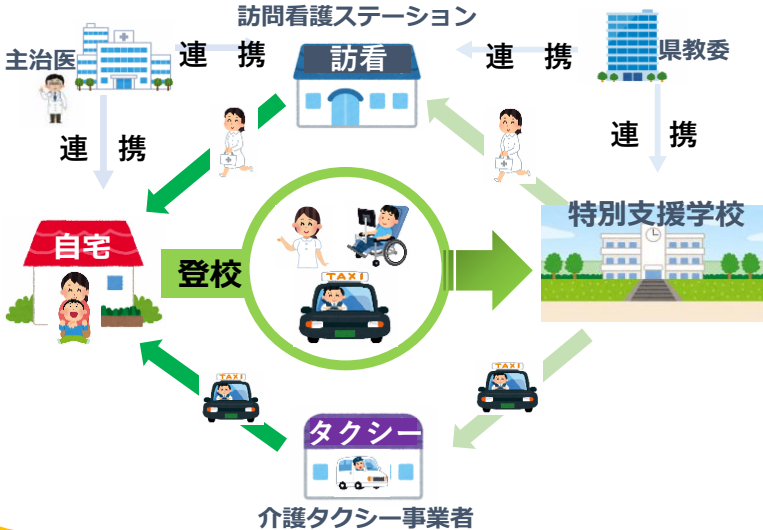 訪問看護ステーション
主治医
連 携
訪看
連 携
県教委
連 携
連 携
特別支援学校
自宅
登校
TAXI
TAXI
TAXI
タクシー
介護タクシー事業者